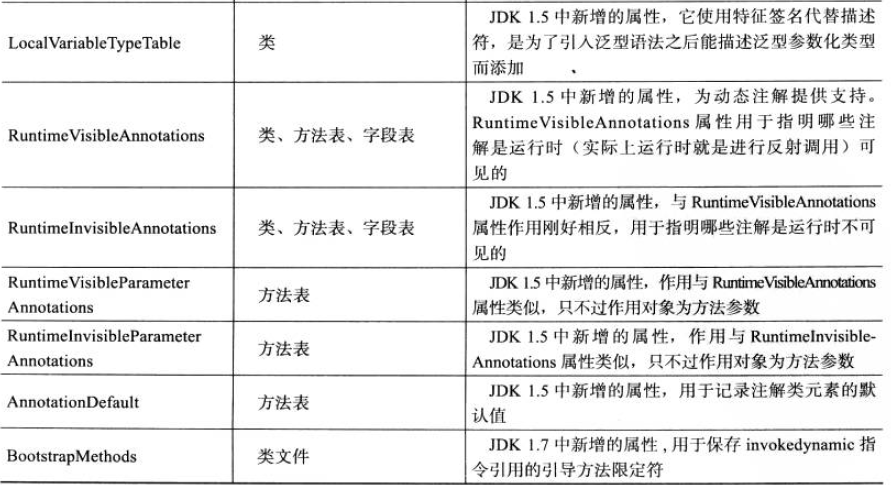 LocalVariableTypeTable
类
JDK 1.5 中新增的属性，它使用特征签名代替描述
符，是为了引入泛型语法之后能描述泛型参数化类型
而添加
RuntimeVisibleAnnotations
类、方法表、字段表
JDK 1.5 中新增的属性，为动态注解提供支持。
RuntimeVisibleAnnotations 属性用于指明哪些注
解是运行时（实际上运行时就是进行反射调用）可
见的
RuntimeInvisibleAnnotations
类、方法表、字段表
JDK 1.5 中新增的属性，与 RuntimeVisibleAnnotations
属性作用刚好相反，用于指明哪些注解是运行时不可
见的
RuntimeVisibleParameter
Annotations
方法表
JDK 1.5 中新增的属性，作用与 RuntimeVisibleAnnotations
属性类似，只不过作用对象为方法参数
RuntimeInvisibleParameter
Annotations
方法表
JDK 1.5 中新增的属性，作用与 RuntimeInvisible-
Annotations 属性类似，只不过作用对象为方法参数
AnnotationDefault
方法表
JDK 1.5 中新增的属性，用于记录注解类元素的默
认值
BootstrapMethods
类文件
JDK 1.7 中新增的属性 , 用于保存 invokedynamic 指
令引用的引导方法限定符